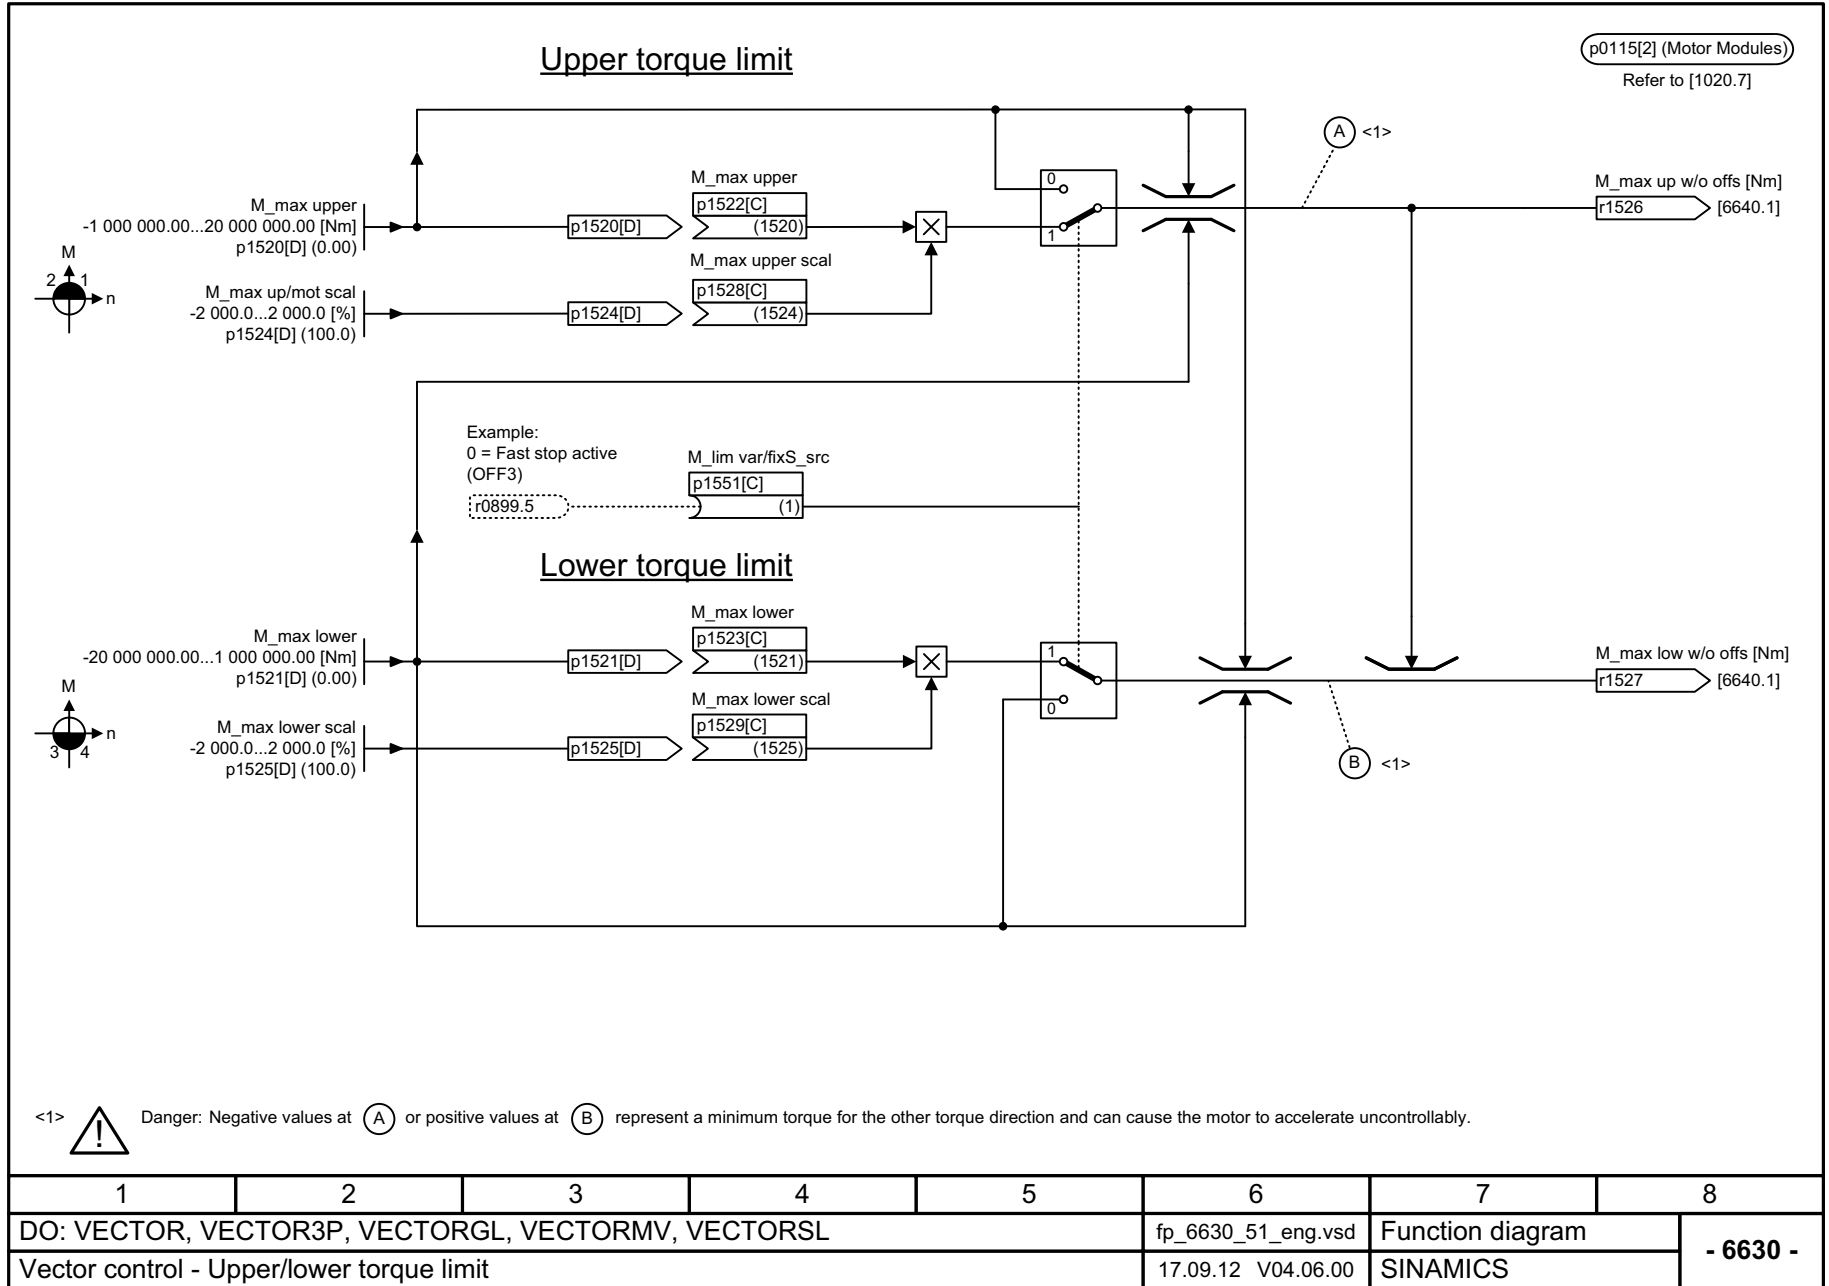 Upper torque limit
p0115[2] (Motor Modules)
Refer to [1020.7]
A <1>
M_max upper
-1 000 000.00...20 000 000.00 [Nm]
p1520[D] (0.00)
p1520[D]
M_max upper
p1522[C]
(1520)
0
1
M_max up w/o offs [Nm]
r1526 [6640.1]
M
2 1
n
M_max up/mot scal
-2 000.0...2 000.0 [%]
p1524[D] (100.0)
p1524[D]
M_max upper scal
p1528[C]
(1524)
Example:
0 = Fast stop active
(OFF3)
r0899.5
M_lim var/fixS_src
p1551[C]
(1)
Lower torque limit
M_max lower
-20 000 000.00...1 000 000.00 [Nm]
p1521[D] (0.00)
p1521[D]
M_max lower
p1523[C]
(1521)
1
0
M_max low w/o offs [Nm]
r1527 [6640.1]
M
n
3 4
M_max lower scal
-2 000.0...2 000.0 [%]
p1525[D] (100.0)
p1525[D]
M_max lower scal
p1529[C]
(1525)
B <1>
<1> ! Danger: Negative values at A or positive values at B represent a minimum torque for the other torque direction and can cause the motor to accelerate uncontrollably.
1 2 3 4 5 6 7 8
DO: VECTOR, VECTOR3P, VECTORGL, VECTORMV, VECTORSL fp_6630_51_eng.vsd Function diagram
- 6630 -
Vector control - Upper/lower torque limit 17.09.12 V04.06.00 SINAMICS